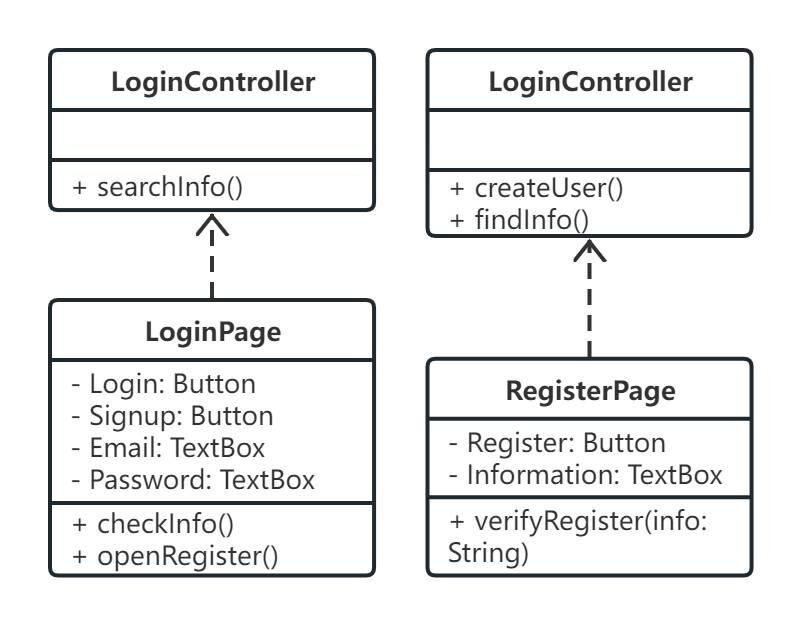 LoginController
+ searchInfo()
LoginPage
- Login: Button
- Signup: Button
- Email: TextBox
- Password: TextBox
+ checkInfo()
+ openRegister()
LoginController
+ createUser()
+ findInfo()
RegisterPage
- Register: Button
- Information: TextBox
+ verifyRegister(info:
String)